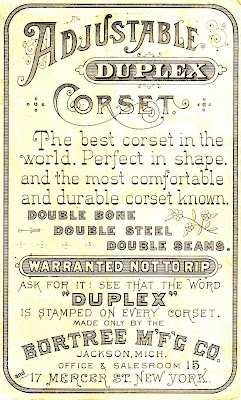 ADJUSTABLE
DUPLEX
CORSET.
The best corset in the
world. Perfect in shape,
and the most comfortable
and durable corset known.
DOUBLE BONE
DOUBLE STEEL
DOUBLE SEAMS.
WARRANTED NOT TO RIP
ASK FOR IT! SEE THAT THE WORD
"DUPLEX"
IS STAMPED ON EVERY CORSET.
MADE ONLY BY THE
BORTREE M'F'G CO.
JACKSON, MICH.
OFFICE & SALESROOM 15
and 17 MERCER ST. NEW YORK.